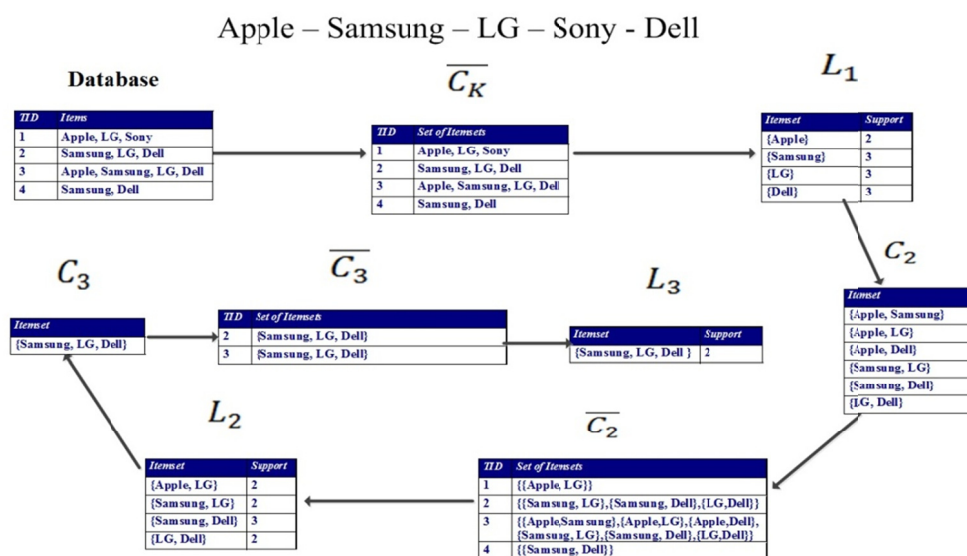 Apple – Samsung – LG – Sony - Dell
Database
TID Items
1 Apple, LG, Sony
2 Samsung, LG, Dell
3 Apple, Samsung, LG, Dell
4 Samsung, Dell
C̅_K
TID Set of Itemsets
1 Apple, LG, Sony
2 Samsung, LG, Dell
3 Apple, Samsung, LG, Dell
4 Samsung, Dell
L₁
Itemset Support
{Apple} 2
{Samsung} 3
{LG} 3
{Dell} 3
C₂
Itemset
{Apple, Samsung}
{Apple, LG}
{Apple, Dell}
{Samsung, LG}
{Samsung, Dell}
{LG, Dell}
C̅₂
TID Set of Itemsets
1 {{Apple, LG}}
2 {{Samsung, LG},{Samsung, Dell},{LG,Dell}}
3 {{Apple,Samsung},{Apple,LG},{Apple,Dell},
{Samsung, LG},{Samsung, Dell},{LG,Dell}}
4 {{Samsung, Dell}}
L₂
Itemset Support
{Apple, LG} 2
{Samsung, LG} 2
{Samsung, Dell} 3
{LG, Dell} 2
C₃
Itemset
{Samsung, LG, Dell}
C̅₃
TID Set of Itemsets
2 {Samsung, LG, Dell}
3 {Samsung, LG, Dell}
L₃
Itemset Support
{Samsung, LG, Dell } 2